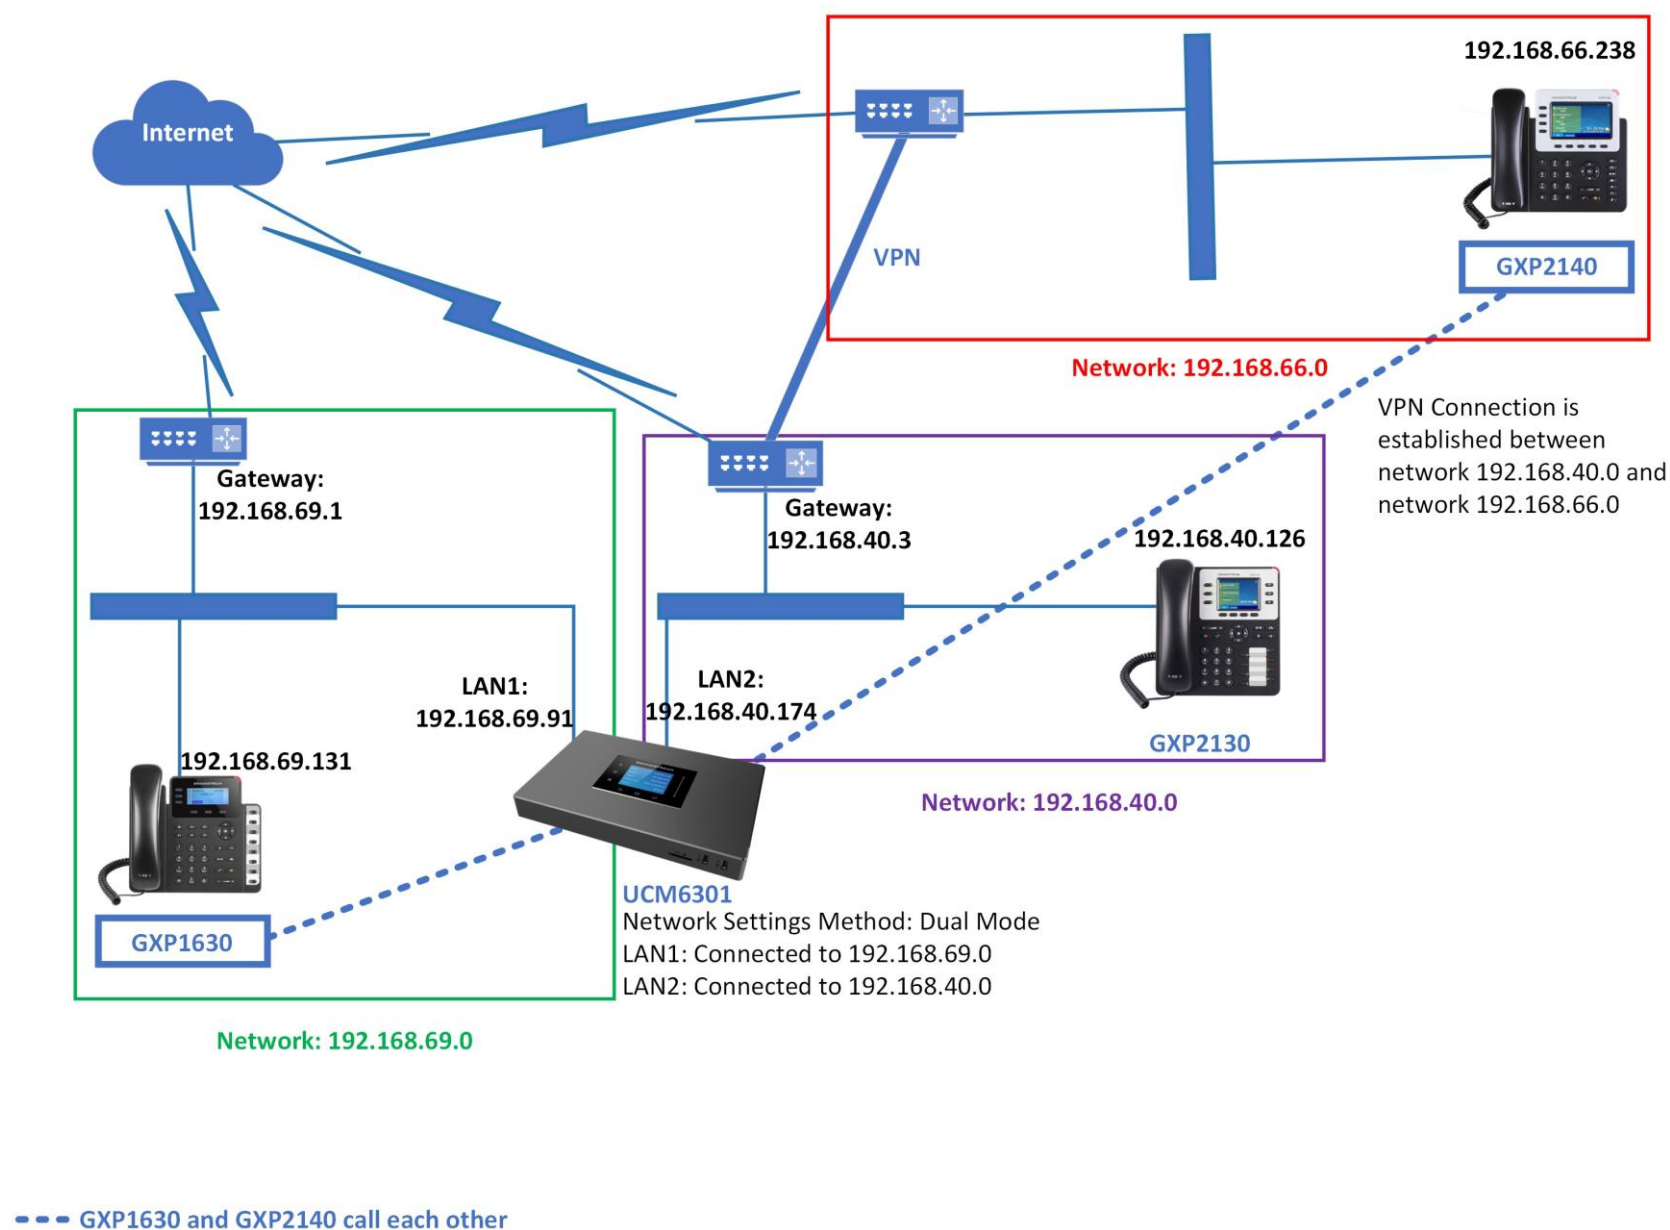 192.168.66.238
Internet
VPN
GXP2140
Network: 192.168.66.0
VPN Connection is
established between
network 192.168.40.0 and
network 192.168.66.0
Gateway:
192.168.69.1
Gateway:
192.168.40.3
192.168.40.126
LAN1:
192.168.69.91
LAN2:
192.168.40.174
GXP2130
192.168.69.131
Network: 192.168.40.0
UCM6301
Network Settings Method: Dual Mode
LAN1: Connected to 192.168.69.0
LAN2: Connected to 192.168.40.0
GXP1630
Network: 192.168.69.0
GXP1630 and GXP2140 call each other